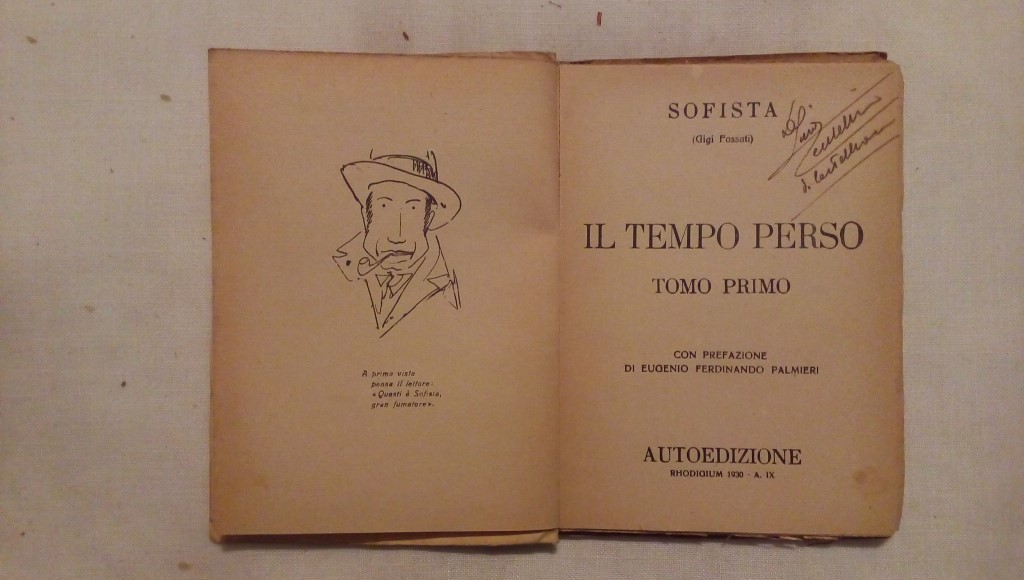 A prima vista
pensa il lettore:
«Questi è Sofista,
gran fumatore».
SOFISTA
(Gigi Fossati)
IL TEMPO PERSO
TOMO PRIMO
CON PREFAZIONE
DI EUGENIO FERDINANDO PALMIERI
AUTOEDIZIONE
RHODIGIUM 1930 - A. IX